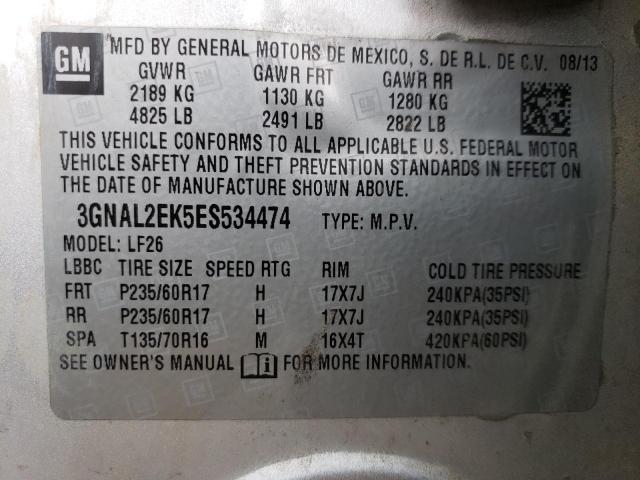 GM MFD BY GENERAL MOTORS DE MEXICO, S. DE R.L. DE C.V. 08/13
GVWR GAWR FRT GAWR RR
2189 KG 1130 KG 1280 KG
4825 LB 2491 LB 2822 LB
THIS VEHICLE CONFORMS TO ALL APPLICABLE U.S. FEDERAL MOTOR
VEHICLE SAFETY AND THEFT PREVENTION STANDARDS IN EFFECT ON
THE DATE OF MANUFACTURE SHOWN ABOVE.
3GNAL2EK5ES534474 TYPE: M.P.V.
MODEL: LF26
LBBC TIRE SIZE SPEED RTG RIM COLD TIRE PRESSURE
FRT P235/60R17 H 17X7J 240KPA(35PSI)
RR P235/60R17 H 17X7J 240KPA(35PSI)
SPA T135/70R16 M 16X4T 420KPA(60PSI)
SEE OWNER'S MANUAL FOR MORE INFORMATION.